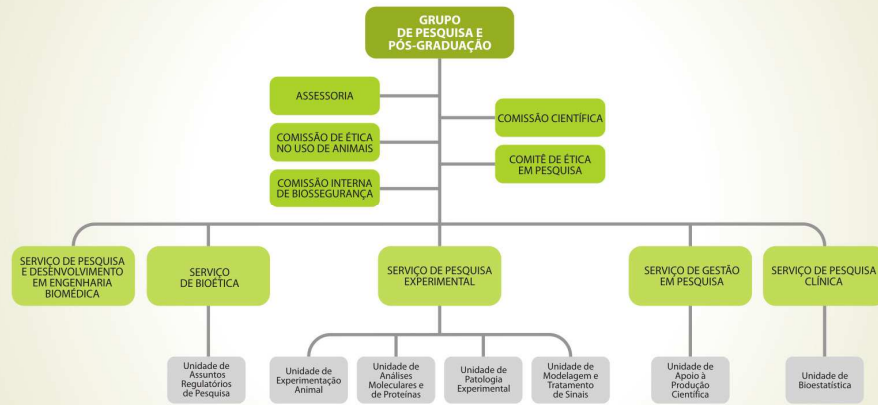 GRUPO
DE PESQUISA E
PÓS-GRADUAÇÃO
ASSESSORIA
COMISSÃO CIENTÍFICA
COMISSÃO DE ÉTICA
NO USO DE ANIMAIS
COMITÊ DE ÉTICA
EM PESQUISA
COMISSÃO INTERNA
DE BIOSSEGURANÇA
SERVIÇO DE PESQUISA
E DESENVOLVIMENTO
EM ENGENHARIA
BIOMÉDICA
SERVIÇO
DE BIOÉTICA
SERVIÇO DE PESQUISA
EXPERIMENTAL
SERVIÇO DE GESTÃO
EM PESQUISA
SERVIÇO DE PESQUISA
CLÍNICA
Unidade de
Assuntos
Regulatórios
de Pesquisa
Unidade de
Experimentação
Animal
Unidade de
Análises
Moleculares e
de Proteínas
Unidade de
Patologia
Experimental
Unidade de
Modelagem e
Tratamento
de Sinais
Unidade de
Apoio à
Produção
Científica
Unidade de
Bioestatística